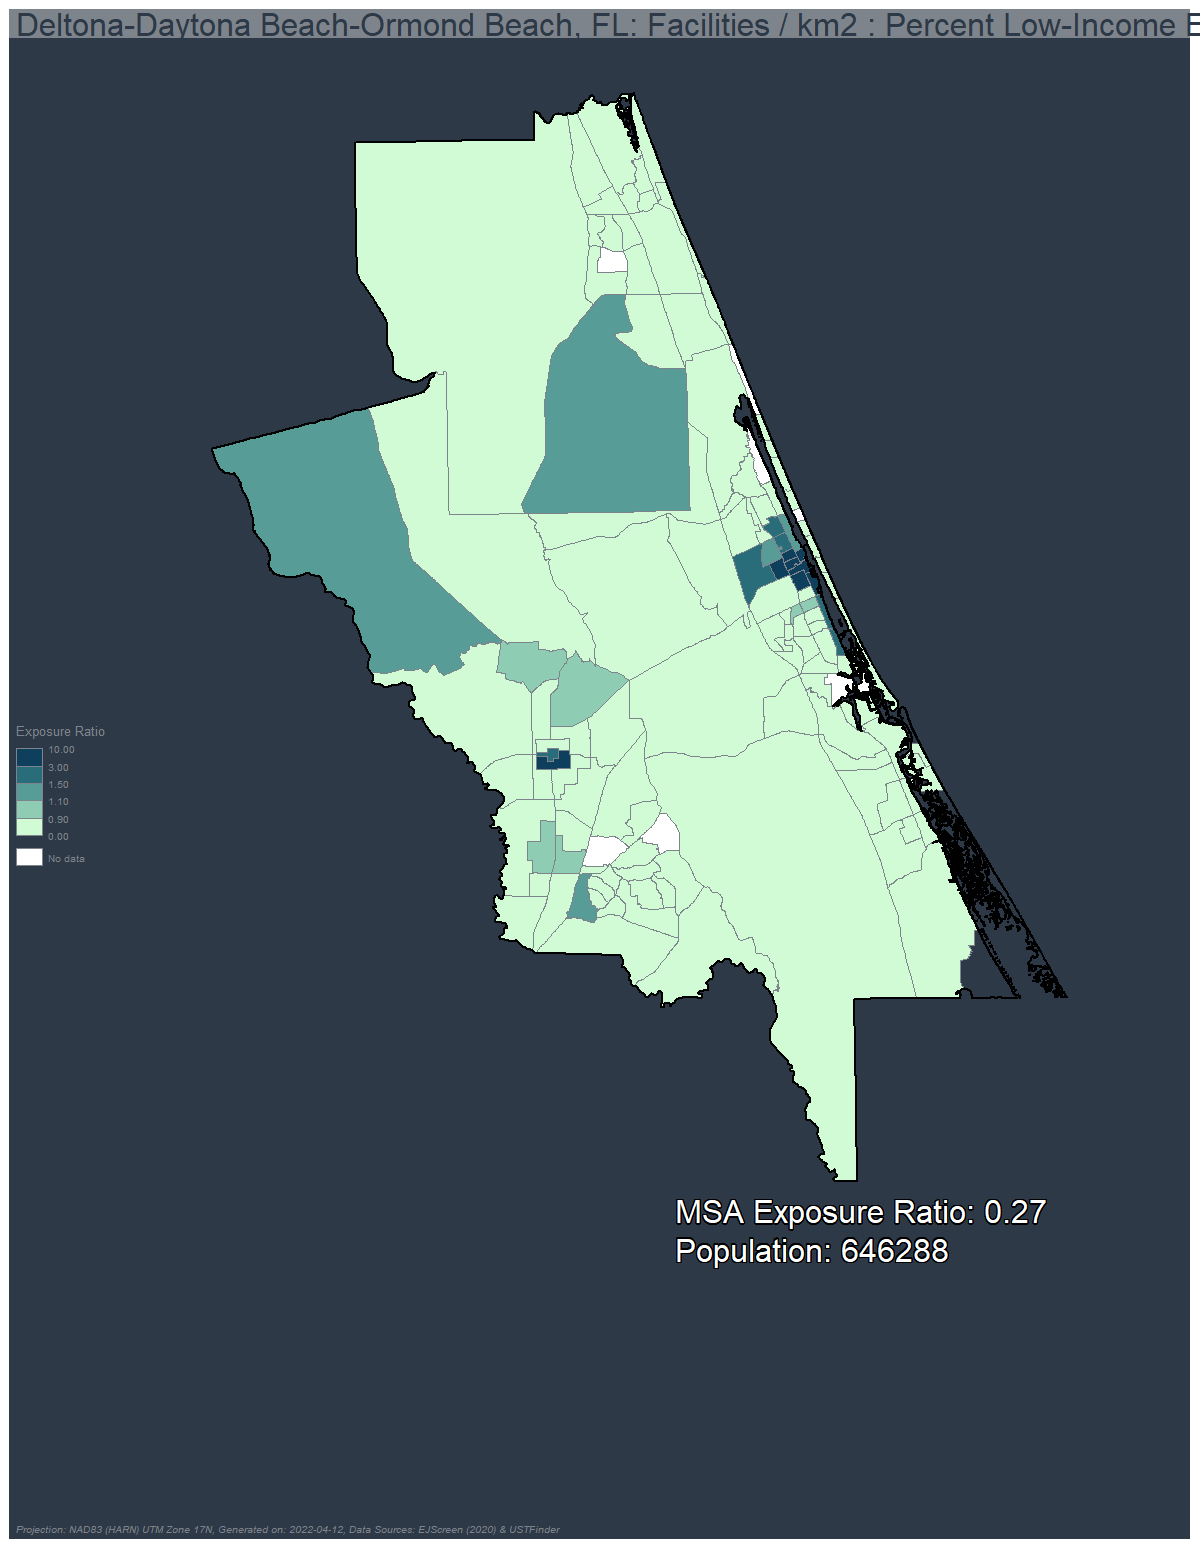 Deltona-Daytona Beach-Ormond Beach, FL: Facilities / km2 : Percent Low-Income E
Exposure Ratio
10.00
3.00
1.50
1.10
0.90
0.00
No data
MSA Exposure Ratio: 0.27
Population: 646288
Projection: NAD83 (HARN) UTM Zone 17N, Generated on: 2022-04-12, Data Sources: EJScreen (2020) & USTFinder